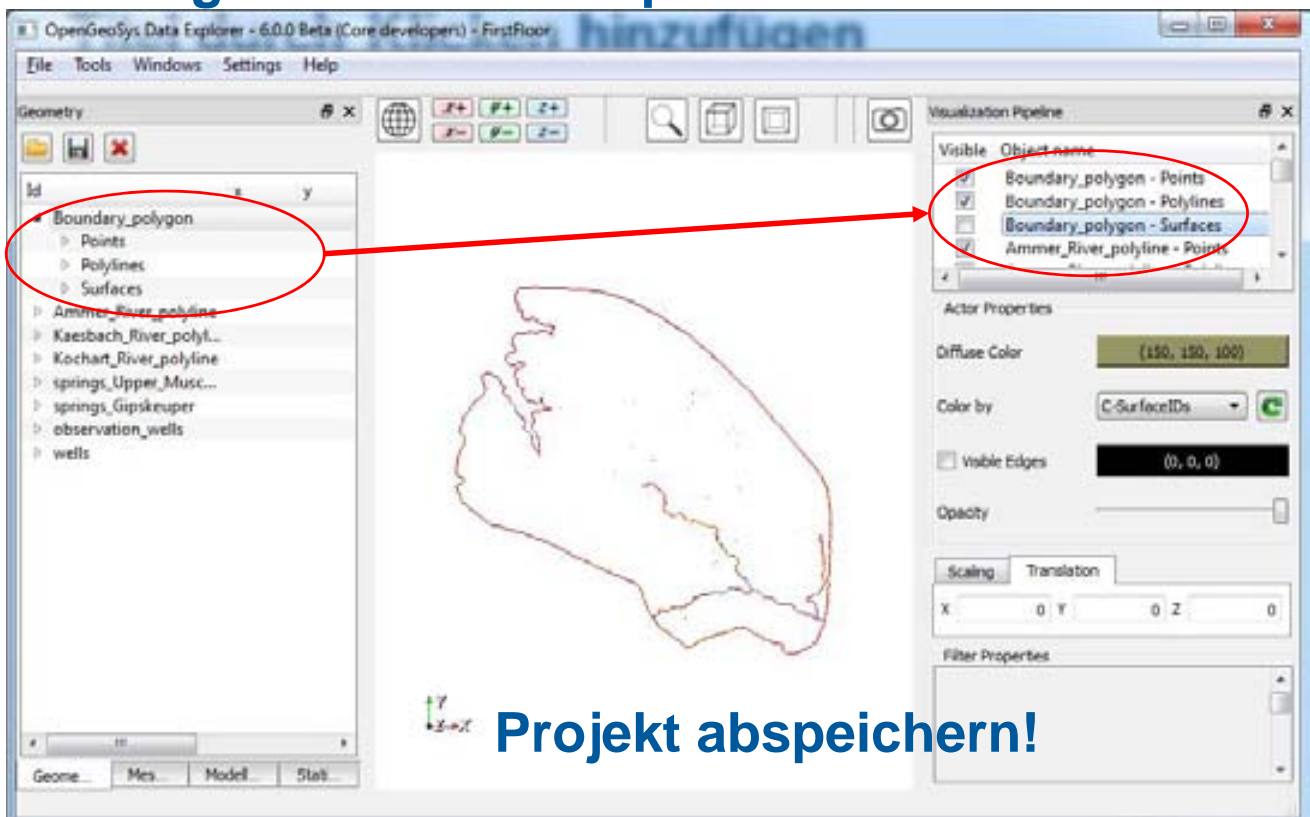 hinzufügen
OpenGeoSys Data Explorer - 6.0.0 Beta (Core developers) - FirstFloor
File Tools Windows Settings Help
Geometry
Id x y
Boundary_polygon
Points
Polylines
Surfaces
Ammer_River_polyline
Kaesbach_River_polyl...
Kochart_River_polyline
springs_Upper_Musc...
springs_Gipskeuper
observation_wells
wells
Geome... Mes... Modell... Stati...
x+ y+ z+
x- y- z-
Y
Z X
Projekt abspeichern!
Visualization Pipeline
Visible Object name
Boundary_polygon - Points
Boundary_polygon - Polylines
Boundary_polygon - Surfaces
Ammer_River_polyline - Points
Actor Properties
Diffuse Color (150, 150, 100)
Color by C-SurfaceIDs
Visible Edges (0, 0, 0)
Opacity
Scaling Translation
X 0 Y 0 Z 0
Filter Properties